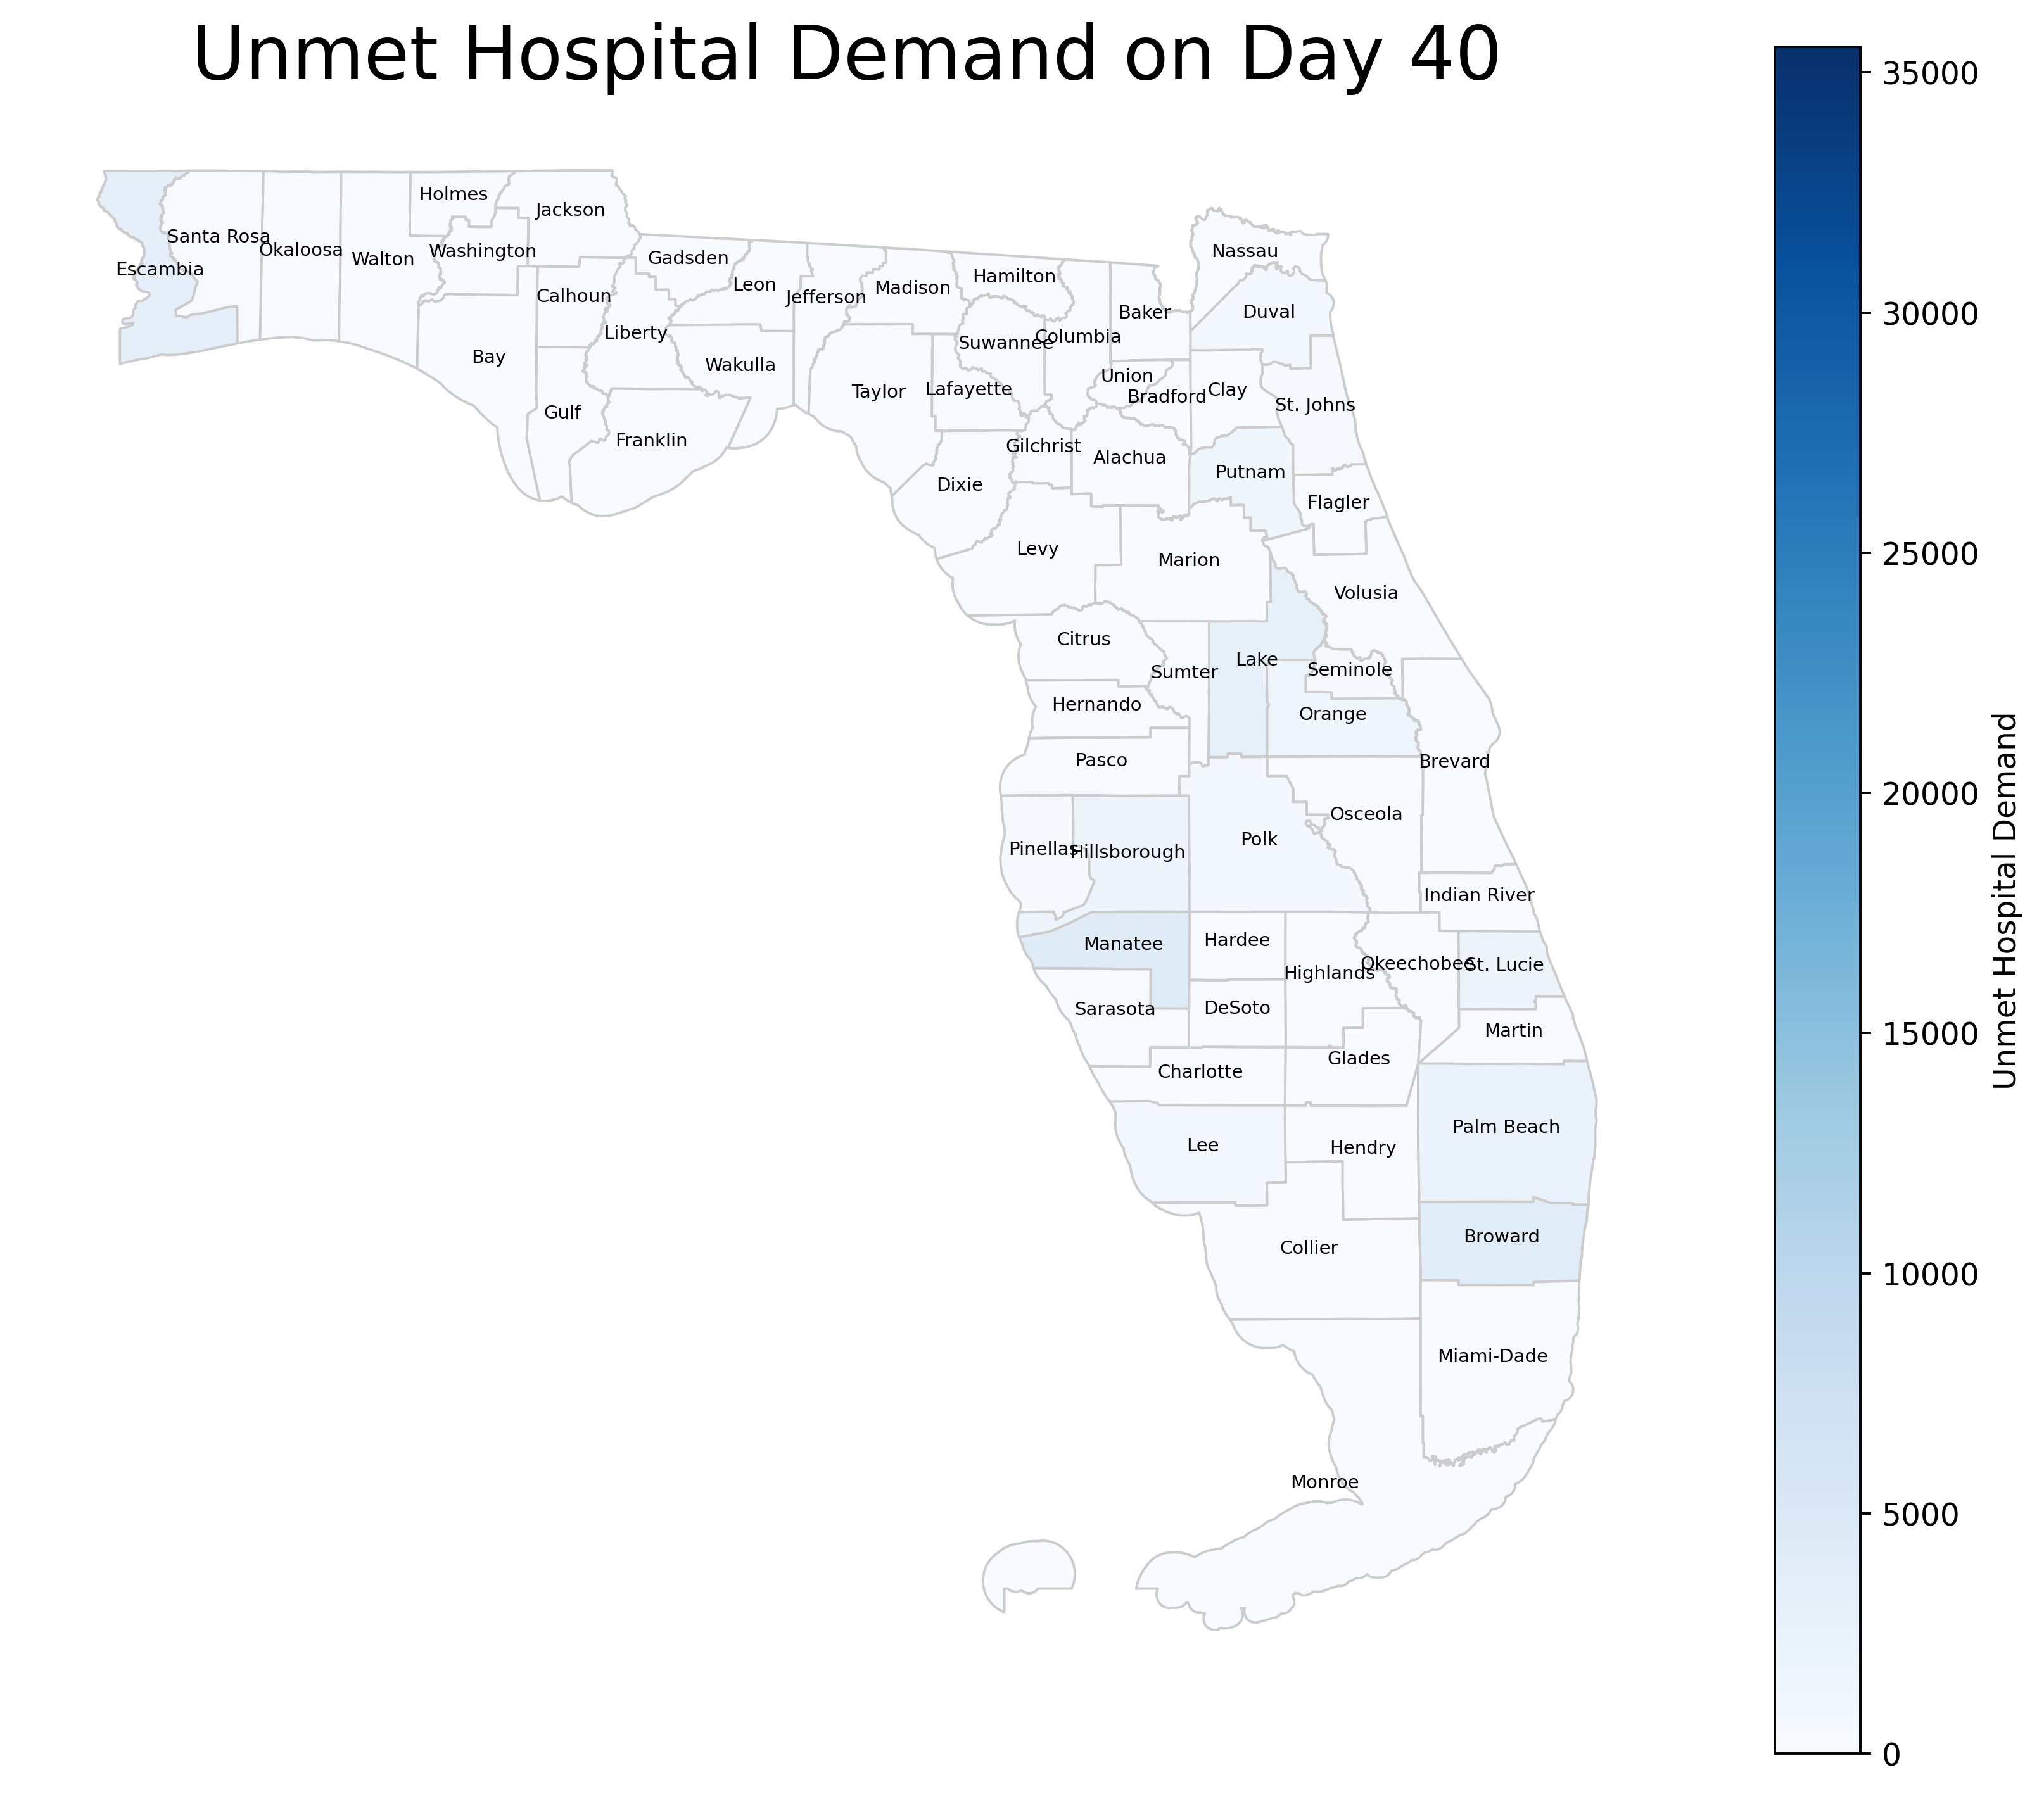 Unmet Hospital Demand on Day 40
Holmes
Jackson
Santa Rosa
Okaloosa
Walton
Washington
Escambia
Gadsden
Leon
Jefferson
Madison
Hamilton
Nassau
Calhoun
Liberty
Suwannee
Columbia
Baker
Duval
Bay
Wakulla
Taylor
Lafayette
Union
Bradford
Clay
St. Johns
Gulf
Franklin
Gilchrist
Alachua
Putnam
Dixie
Flagler
Levy
Marion
Volusia
Citrus
Sumter
Lake
Seminole
Hernando
Orange
Pasco
Brevard
Osceola
Pinellas
Hillsborough
Polk
Indian River
Manatee
Hardee
Highlands
Okeechobee
St. Lucie
Sarasota
DeSoto
Martin
Charlotte
Glades
Lee
Hendry
Palm Beach
Collier
Broward
Miami-Dade
Monroe
35000
30000
25000
20000
15000
10000
5000
0
Unmet Hospital Demand